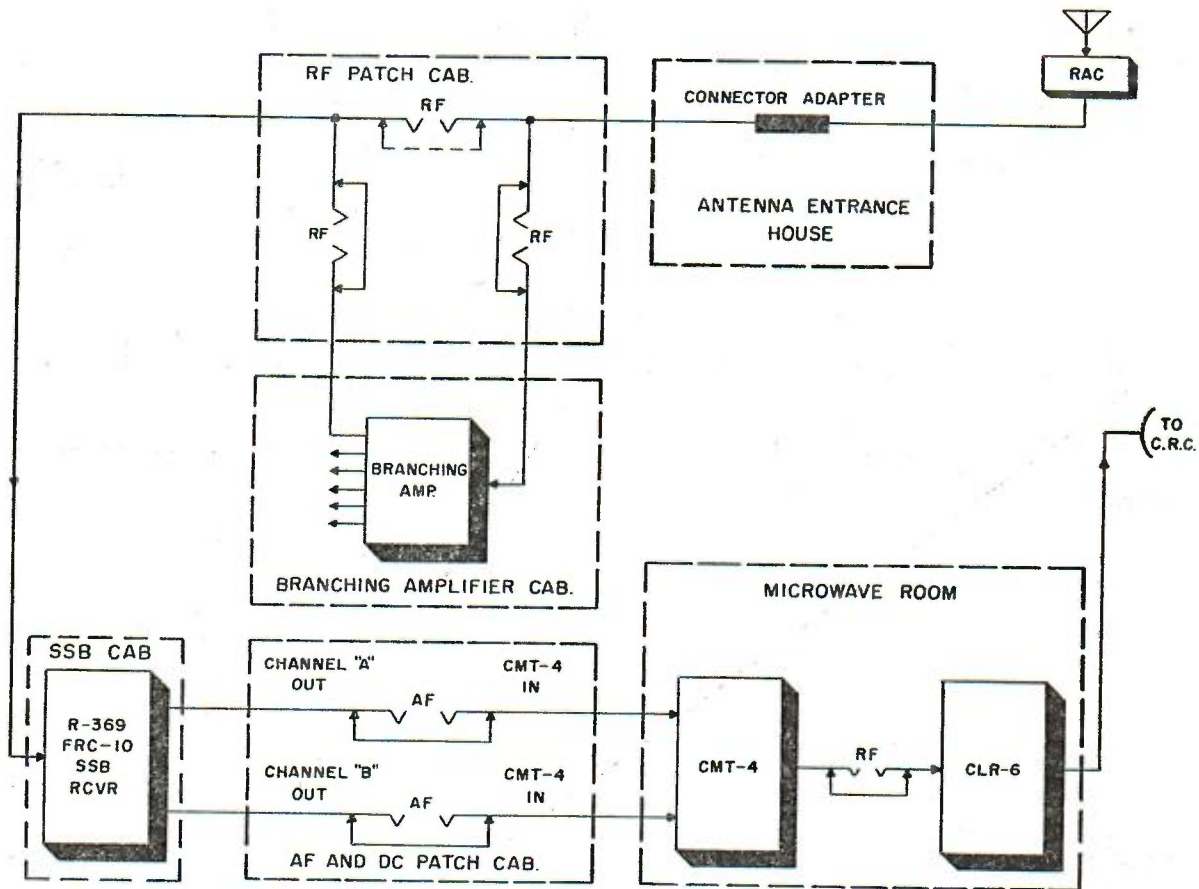 RF PATCH CAB.
RF
RF
RF
CONNECTOR ADAPTER
ANTENNA ENTRANCE
HOUSE
RAC
BRANCHING
AMP.
BRANCHING AMPLIFIER CAB.
TO
C.R.C.
SSB CAB
R-369
FRC-10
SSB
RCVR
CHANNEL "A"
OUT
AF
CMT-4
IN
CHANNEL "B"
OUT
AF
CMT-4
IN
AF AND DC PATCH CAB.
MICROWAVE ROOM
CMT-4
RF
CLR-6